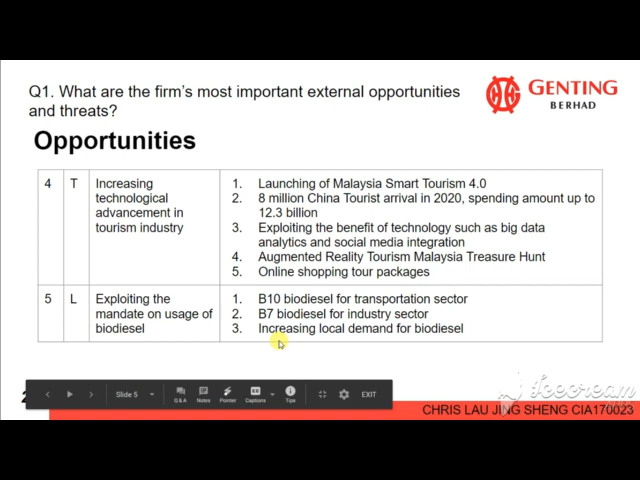 Q1. What are the firm's most important external opportunities
and threats?
GENTING
BERHAD
Opportunities
4 T Increasing technological advancement in tourism industry
1. Launching of Malaysia Smart Tourism 4.0
2. 8 million China Tourist arrival in 2020, spending amount up to
12.3 billion
3. Exploiting the benefit of technology such as big data
analytics and social media integration
4. Augmented Reality Tourism Malaysia Treasure Hunt
5. Online shopping tour packages
5 L Exploiting the mandate on usage of biodiesel
1. B10 biodiesel for transportation sector
2. B7 biodiesel for industry sector
3. Increasing local demand for biodiesel
Slide 5
Q & A
Notes
Pointer
Captions
Tips
EXIT
Icecream
CHRIS LAU JING SHENG CIA170023